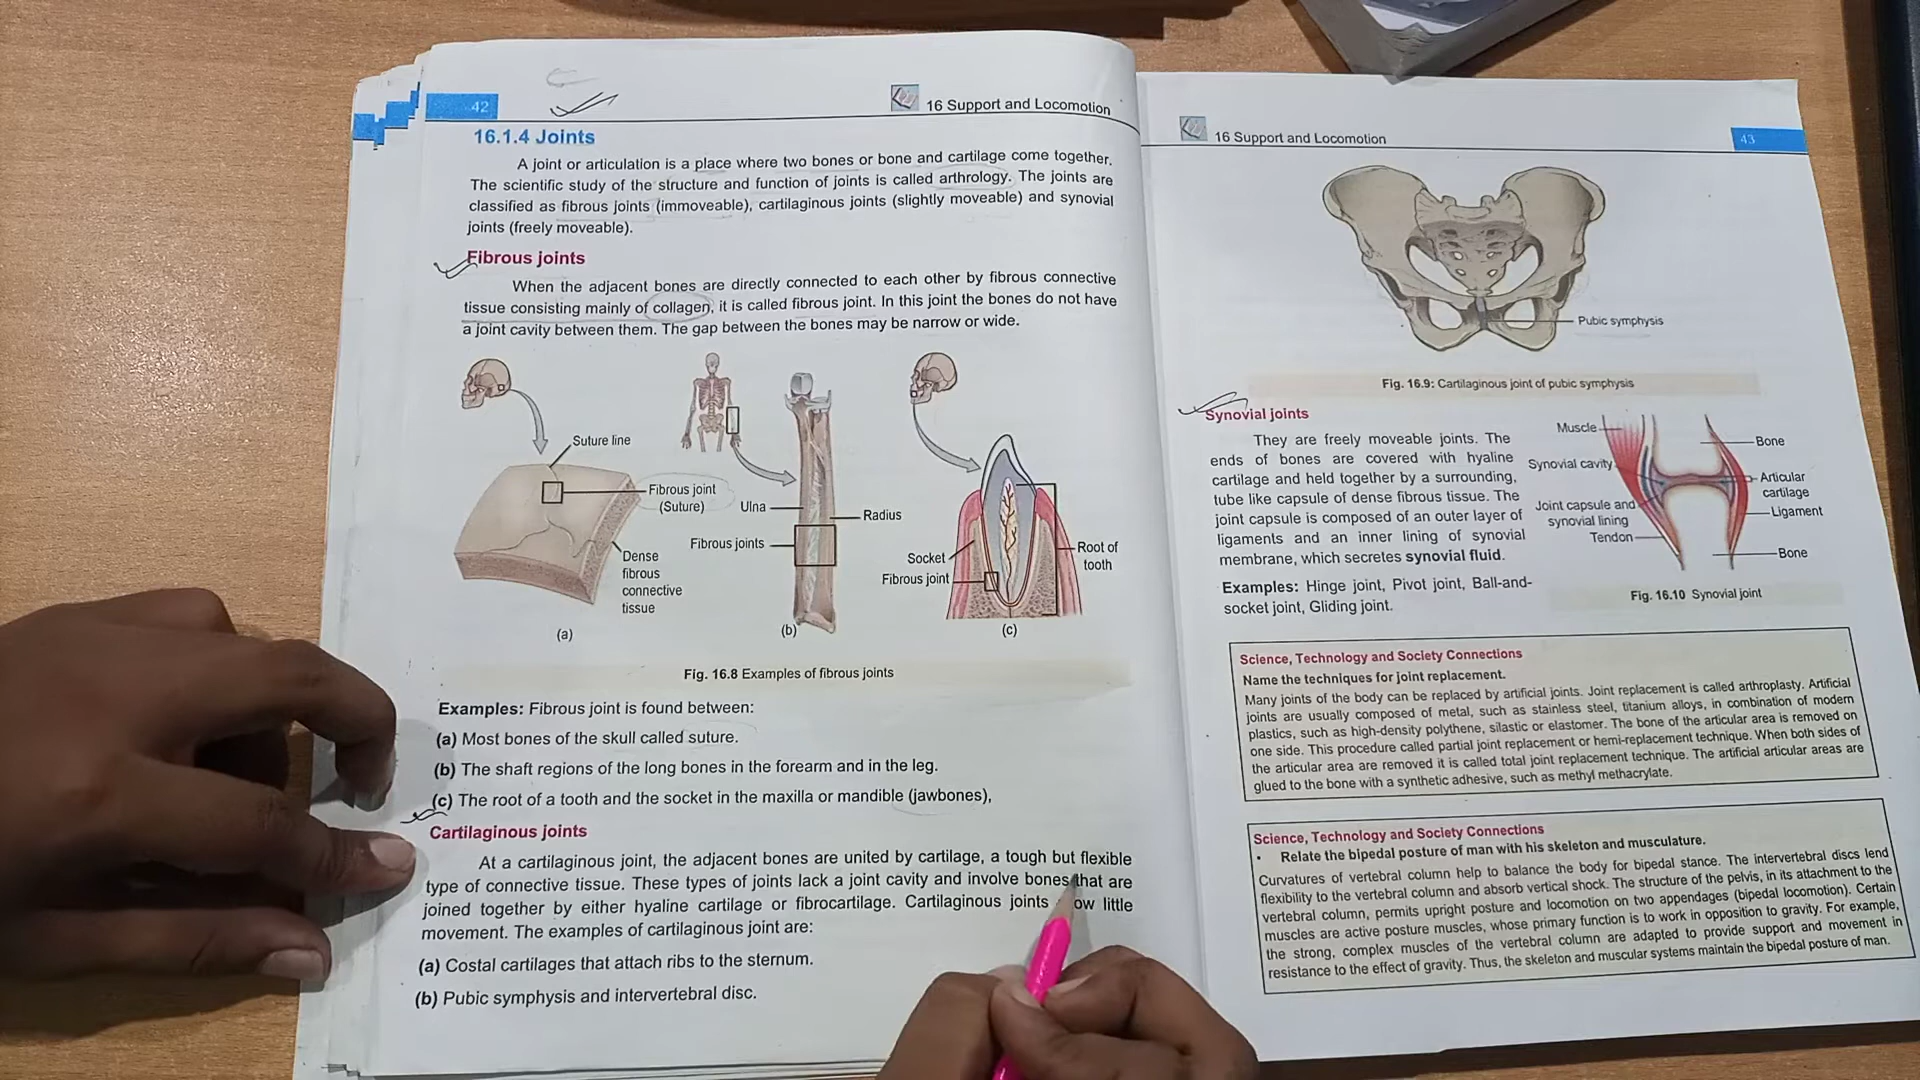 42
16 Support and Locomotion
16.1.4 Joints
A joint or articulation is a place where two bones or bone and cartilage come together.
The scientific study of the structure and function of joints is called arthrology. The joints are
classified as fibrous joints (immoveable), cartilaginous joints (slightly moveable) and synovial
joints (freely moveable).
Fibrous joints
When the adjacent bones are directly connected to each other by fibrous connective
tissue consisting mainly of collagen, it is called fibrous joint. In this joint the bones do not have
a joint cavity between them. The gap between the bones may be narrow or wide.
Suture line
Fibrous joint
(Suture)
Dense
fibrous
connective
tissue
(a)
Ulna
Radius
Fibrous joints
(b)
Socket
Fibrous joint
Root of
tooth
(c)
Fig. 16.8 Examples of fibrous joints
Examples: Fibrous joint is found between:
(a) Most bones of the skull called suture.
(b) The shaft regions of the long bones in the forearm and in the leg.
(c) The root of a tooth and the socket in the maxilla or mandible (jawbones),
Cartilaginous joints
At a cartilaginous joint, the adjacent bones are united by cartilage, a tough but flexible
type of connective tissue. These types of joints lack a joint cavity and involve bones that are
joined together by either hyaline cartilage or fibrocartilage. Cartilaginous joints little
movement. The examples of cartilaginous joint are:
(a) Costal cartilages that attach ribs to the sternum.
(b) Pubic symphysis and intervertebral disc.
16 Support and Locomotion
43
Pubic symphysis
Fig. 16.9: Cartilaginous joint of pubic symphysis
Synovial joints
They are freely moveable joints. The
ends of bones are covered with hyaline
cartilage and held together by a surrounding,
tube like capsule of dense fibrous tissue. The
joint capsule is composed of an outer layer of
ligaments and an inner lining of synovial
membrane, which secretes synovial fluid.
Examples: Hinge joint, Pivot joint, Ball-and-
socket joint, Gliding joint.
Muscle
Synovial cavity
Joint capsule and
synovial lining
Tendon
Bone
Articular
cartilage
Ligament
Bone
Fig. 16.10 Synovial joint
Science, Technology and Society Connections
Name the techniques for joint replacement.
Many joints of the body can be replaced by artificial joints. Joint replacement is called arthroplasty. Artificial
joints are usually composed of metal, such as stainless steel, titanium alloys, in combination of modern
plastics, such as high-density polythene, silastic or elastomer. The bone of the articular area is removed on
one side. This procedure called partial joint replacement or hemi-replacement technique. When both sides of
the articular area are removed it is called total joint replacement technique. The artificial articular areas are
glued to the bone with a synthetic adhesive, such as methyl methacrylate.
Science, Technology and Society Connections
• Relate the bipedal posture of man with his skeleton and musculature.
Curvatures of vertebral column help to balance the body for bipedal stance. The intervertebral discs lend
flexibility to the vertebral column and absorb vertical shock. The structure of the pelvis, in its attachment to the
vertebral column, permits upright posture and locomotion on two appendages (bipedal locomotion). Certain
muscles are active posture muscles, whose primary function is to work in opposition to gravity. For example,
the strong, complex muscles of the vertebral column are adapted to provide support and movement in
resistance to the effect of gravity. Thus, the skeleton and muscular systems maintain the bipedal posture of man.